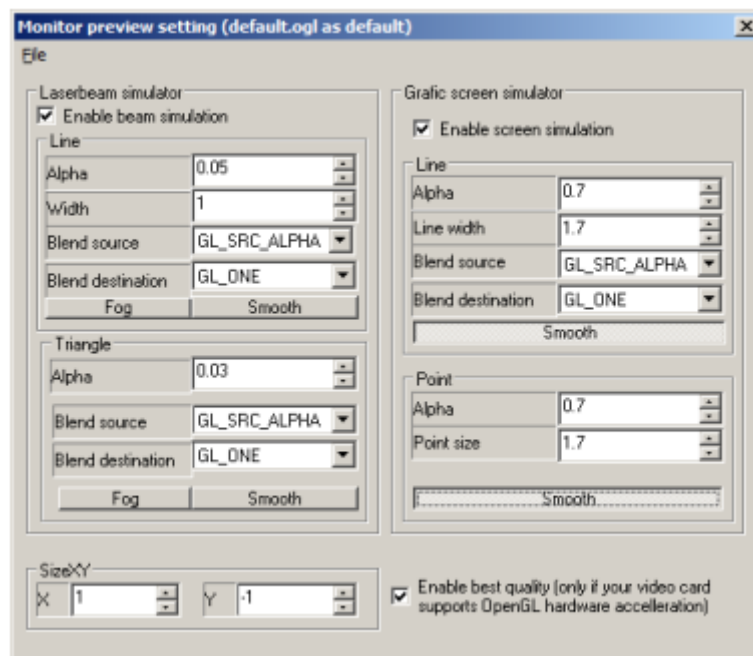 Monitor preview setting (default.ogl as default)
File
Laserbeam simulator
Enable beam simulation
Line
Alpha 0.05
Width 1
Blend source GL_SRC_ALPHA
Blend destination GL_ONE
Fog Smooth
Triangle
Alpha 0.03
Blend source GL_SRC_ALPHA
Blend destination GL_ONE
Fog Smooth
Grafic screen simulator
Enable screen simulation
Line
Alpha 0.7
Line width 1.7
Blend source GL_SRC_ALPHA
Blend destination GL_ONE
Smooth
Point
Alpha 0.7
Point size 1.7
Smooth
SizeXY
X 1 Y -1
Enable best quality (only if your video card
supports OpenGL hardware accelleration)